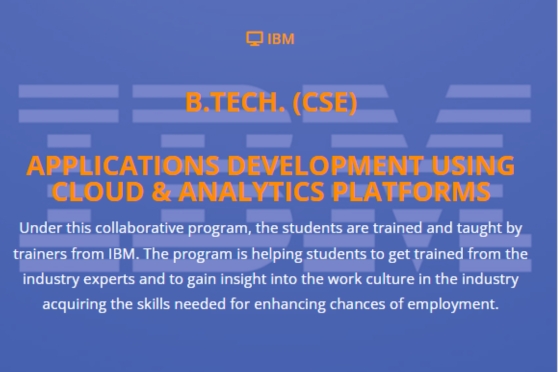 IBM
B.TECH. (CSE)
APPLICATIONS DEVELOPMENT USING
CLOUD & ANALYTICS PLATFORMS
Under this collaborative program, the students are trained and taught by
trainers from IBM. The program is helping students to get trained from the
industry experts and to gain insight into the work culture in the industry
acquiring the skills needed for enhancing chances of employment.
IBM